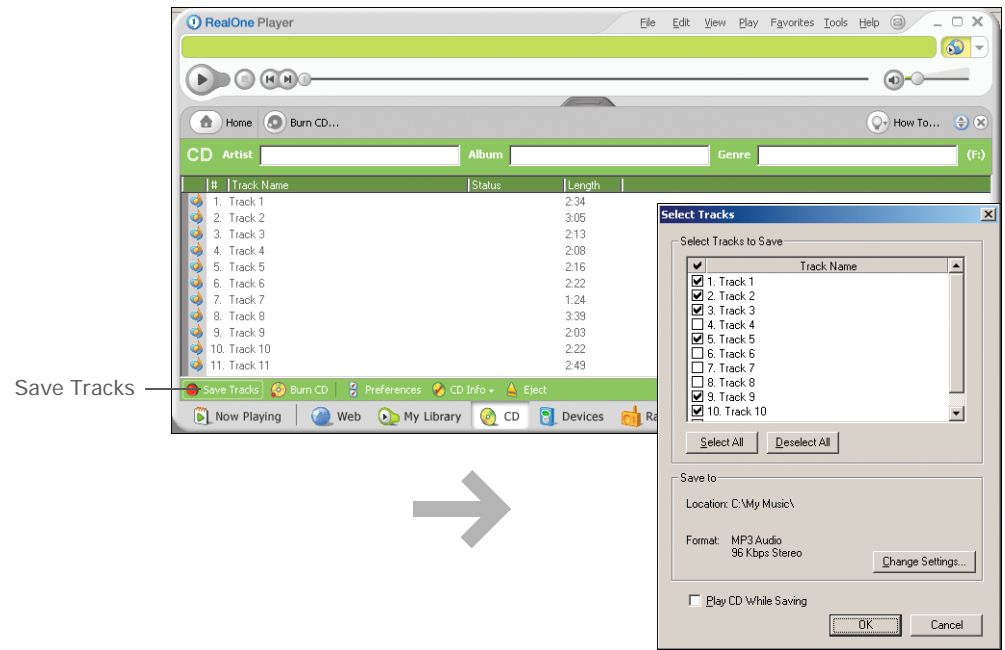 RealOne Player
File Edit View Play Favorites Tools Help
Home Burn CD... How To...
CD Artist Album Genre (F:)
# Track Name Status Length
1. Track 1 2:34
2. Track 2 3:05
3. Track 3 2:13
4. Track 4 2:08
5. Track 5 2:16
6. Track 6 2:22
7. Track 7 1:24
8. Track 8 3:39
9. Track 9 2:03
10. Track 10 2:22
11. Track 11 2:49
Save Tracks
Save Tracks Burn CD Preferences CD Info Eject
Now Playing Web My Library CD Devices Ra
Select Tracks
Select Tracks to Save
Track Name
1. Track 1
2. Track 2
3. Track 3
4. Track 4
5. Track 5
6. Track 6
7. Track 7
8. Track 8
9. Track 9
10. Track 10
Select All Deselect All
Save to
Location: C:\My Music\
Format: MP3 Audio
96 Kbps Stereo
Change Settings...
Play CD While Saving
OK Cancel